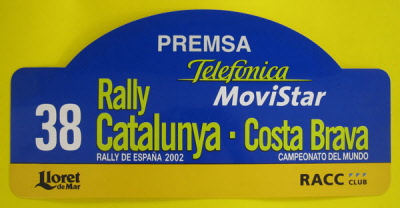 PREMSA
Telefónica
MoviStar
38 Rally
Catalunya · Costa Brava
RALLY DE ESPAÑA 2002 CAMPEONATO DEL MUNDO
Lloret
de Mar
RACC CLUB